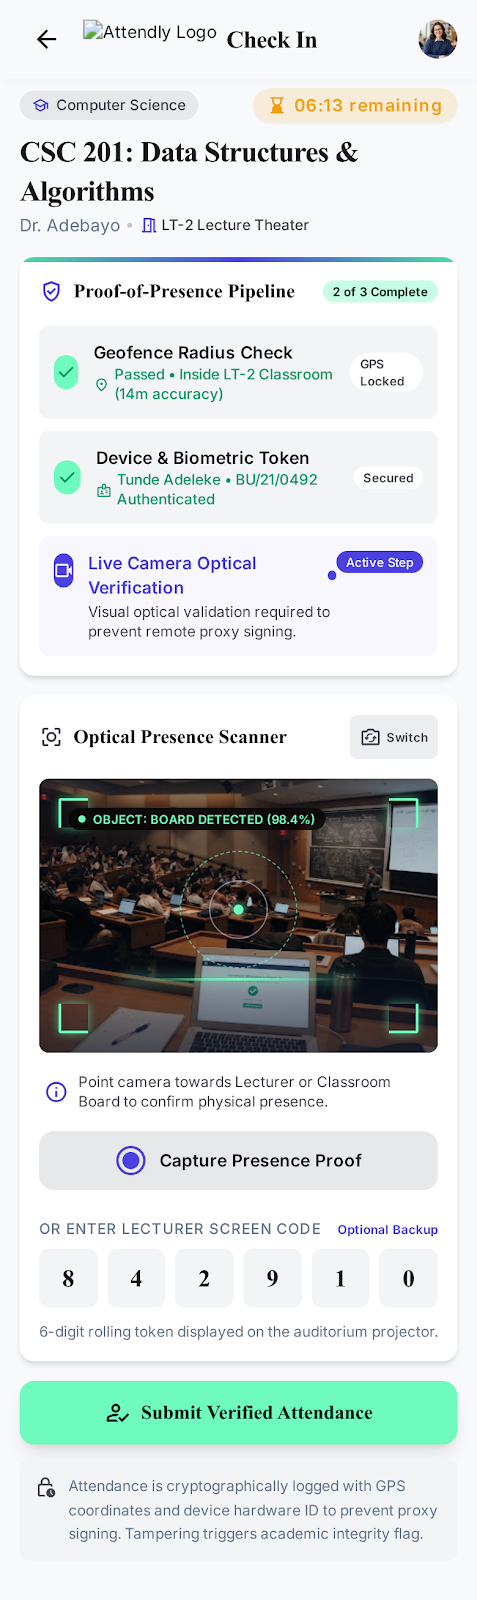 Attendly Logo
Check In
Computer Science
06:13 remaining
CSC 201: Data Structures &
Algorithms
Dr. Adebayo • LT-2 Lecture Theater
Proof-of-Presence Pipeline
2 of 3 Complete
Geofence Radius Check
Passed • Inside LT-2 Classroom
(14m accuracy)
GPS
Locked
Device & Biometric Token
Tunde Adeleke • BU/21/0492
Authenticated
Secured
Live Camera Optical
Verification
Active Step
Visual optical validation required to
prevent remote proxy signing.
Optical Presence Scanner
Switch
OBJECT: BOARD DETECTED (98.4%)
Point camera towards Lecturer or Classroom
Board to confirm physical presence.
Capture Presence Proof
OR ENTER LECTURER SCREEN CODE
Optional Backup
8 4 2 9 1 0
6-digit rolling token displayed on the auditorium projector.
Submit Verified Attendance
Attendance is cryptographically logged with GPS
coordinates and device hardware ID to prevent proxy
signing. Tampering triggers academic integrity flag.